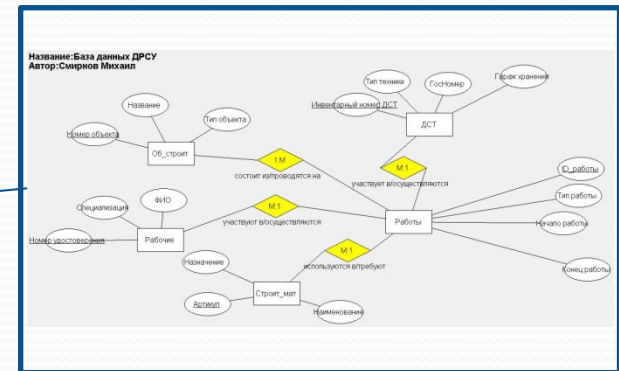 Название:База данных ДРСУ
Автор:Смирнов Михаил
Тип техники
ГосНомер
Гараж хранения
Инвентарный номер ДСТ
ДСТ
Название
Тип объекта
Номер объекта
Об_строит
1:М
состоит из/проводятся на
М:1
участвует в/осуществляются
ID_работы
Тип работы
Начало работы
Конец работы
Работы
Специализация
ФИО
Номер удостоверения
Рабочие
М:1
участвуют в/осуществляются
М:1
используются в/требуют
Назначение
Артикул
Строит_мат
Наименование